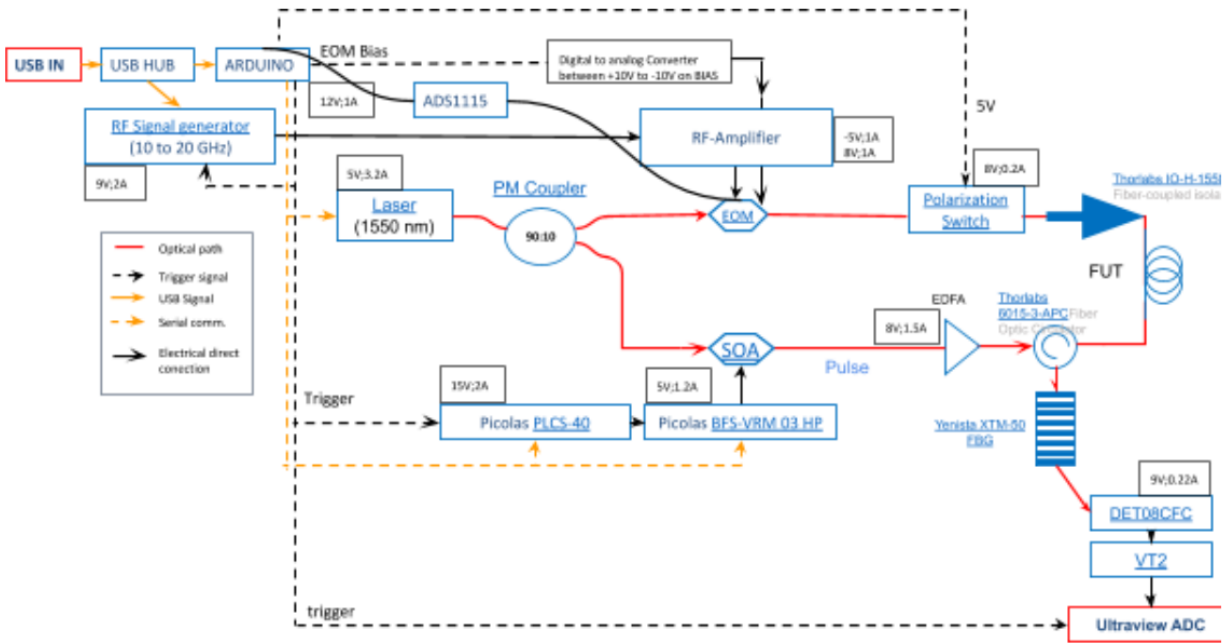 EOM Bias
USB IN
USB HUB
ARDUINO
Digital to analog Converter
between +10V to -10V on BIAS
12V;1A
ADS1115
5V
RF Signal generator
(10 to 20 GHz)
RF-Amplifier
-5V;1A
8V;1A
9V;2A
5V;3.2A
PM Coupler
8V;0.2A
Laser
(1550 nm)
90:10
EOM
Polarization
Switch
Thorlabs IO-H-155
Fiber-coupled isola
Optical path
Trigger signal
USB Signal
Serial comm.
Electrical direct
conection
FUT
EDFA
Thorlabs
6015-3-APC Fiber
Optic Circulator
8V;1.5A
SOA
Pulse
15V;2A
5V;1.2A
Trigger
Picolas PLCS-40
Picolas BFS-VRM 03 HP
Yenista XTM-50
FBG
9V;0.22A
DET08CFC
VT2
trigger
Ultraview ADC